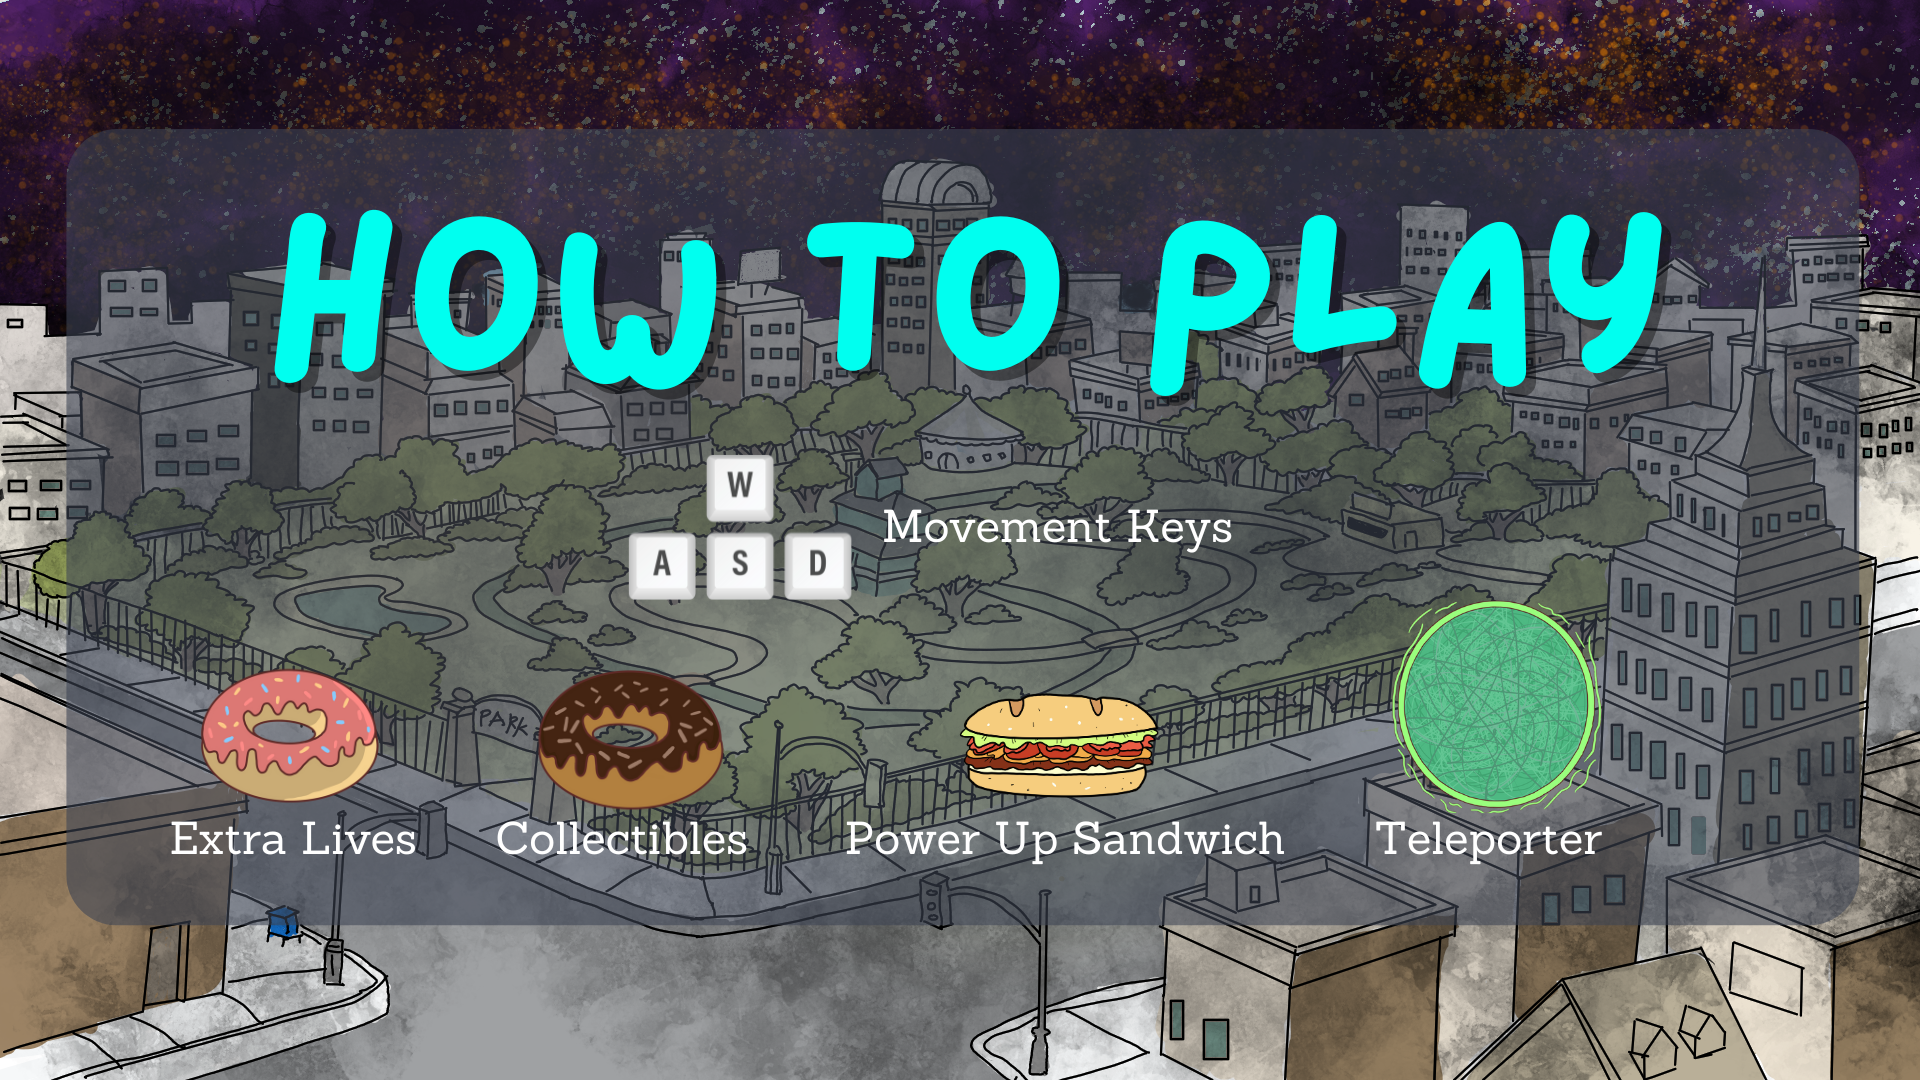 HOW TO PLAY
W
A S D
Movement Keys
PARK
Extra Lives Collectibles Power Up Sandwich Teleporter